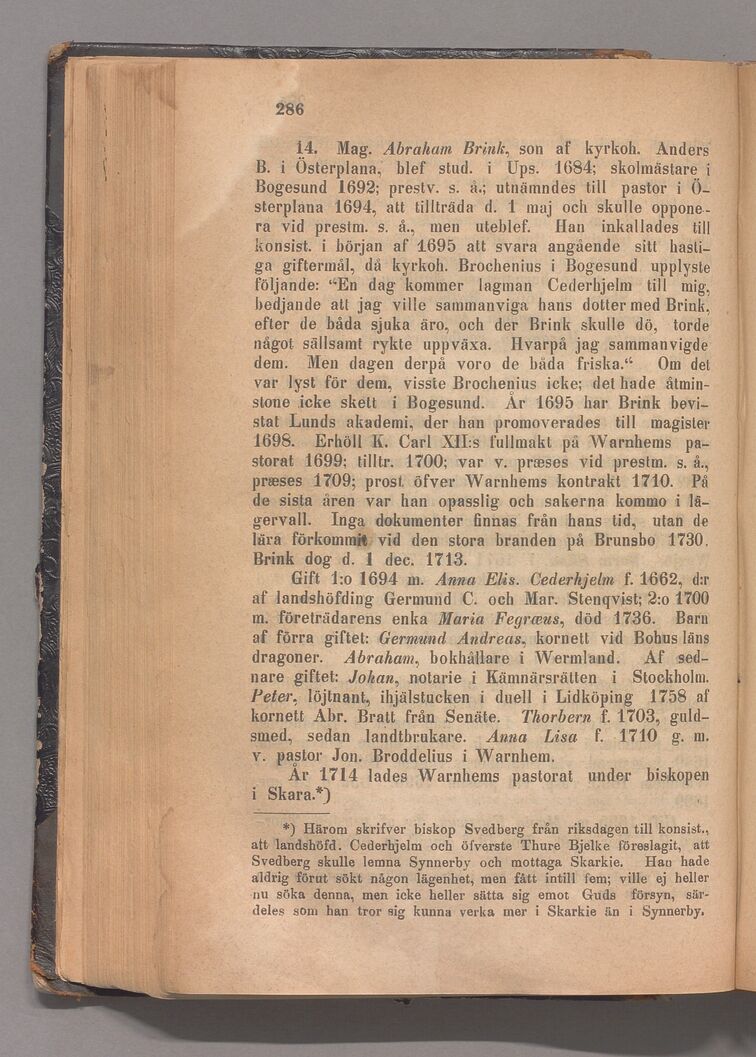 286
14. Mag. Abraham Brink, son af kyrkoh. Anders
B. i Österplana, blef stud. i Ups. 1684; skolmästare i
Bogesund 1692; prestv. s. å.; utnämndes till pastor i Ö-
sterplana 1694, att tillträda d. 1 maj och skulle oppone-
ra vid prestm. s. å., men uteblef. Han inkallades till
konsist. i början af 1695 att svara angående sitt hasti-
ga giftermål, då kyrkoh. Brochenius i Bogesund upplyste
följande: “En dag kommer lagman Cederhjelm till mig,
bedjande att jag ville sammanviga hans dotter med Brink,
efter de båda sjuka äro, och der Brink skulle dö, torde
något sällsamt rykte uppväxa. Hvarpå jag sammanvigde
dem. Men dagen derpå voro de båda friska.“ Om det
var lyst för dem, visste Brochenius icke; det hade åtmin-
stone icke skett i Bogesund. År 1695 har Brink bevi-
stat Lunds akademi, der han promoverades till magister
1698. Erhöll K. Carl XII:s fullmakt på Warnhems pa-
storat 1699; tilltr. 1700; var v. præses vid prestm. s. å.,
præses 1709; prost öfver Warnhems kontrakt 1710. På
de sista åren var han opasslig och sakerna kommo i lä-
gervall. Inga dokumenter finnas från hans tid, utan de
lära förkommit vid den stora branden på Brunsbo 1730.
Brink dog d. 1 dec. 1713.
Gift 1:o 1694 m. Anna Elis. Cederhjelm f. 1662, d:r
af landshöfding Germund C. och Mar. Stenqvist; 2:o 1700
m. företrädarens enka Maria Fegræus, död 1736. Barn
af förra giftet: Germund Andreas, kornett vid Bohus läns
dragoner. Abraham, bokhållare i Wermland. Af sed-
nare giftet: Johan, notarie i Kämnärsrätten i Stockholm.
Peter, löjtnant, ihjälstucken i duell i Lidköping 1758 af
kornett Abr. Bratt från Senäte. Thorbern f. 1703, guld-
smed, sedan landtbrukare. Anna Lisa f. 1710 g. m.
v. pastor Jon. Broddelius i Warnhem.
År 1714 lades Warnhems pastorat under biskopen
i Skara.*)
*) Härom skrifver biskop Svedberg från riksdagen till konsist.,
att landshöfd. Cederhjelm och öfverste Thure Bjelke föreslagit, att
Svedberg skulle lemna Synnerby och mottaga Skarkie. Han hade
aldrig förut sökt någon lägenhet, men fått intill fem; ville ej heller
nu söka denna, men icke heller sätta sig emot Guds försyn, sär-
deles som han tror sig kunna verka mer i Skarkie än i Synnerby.